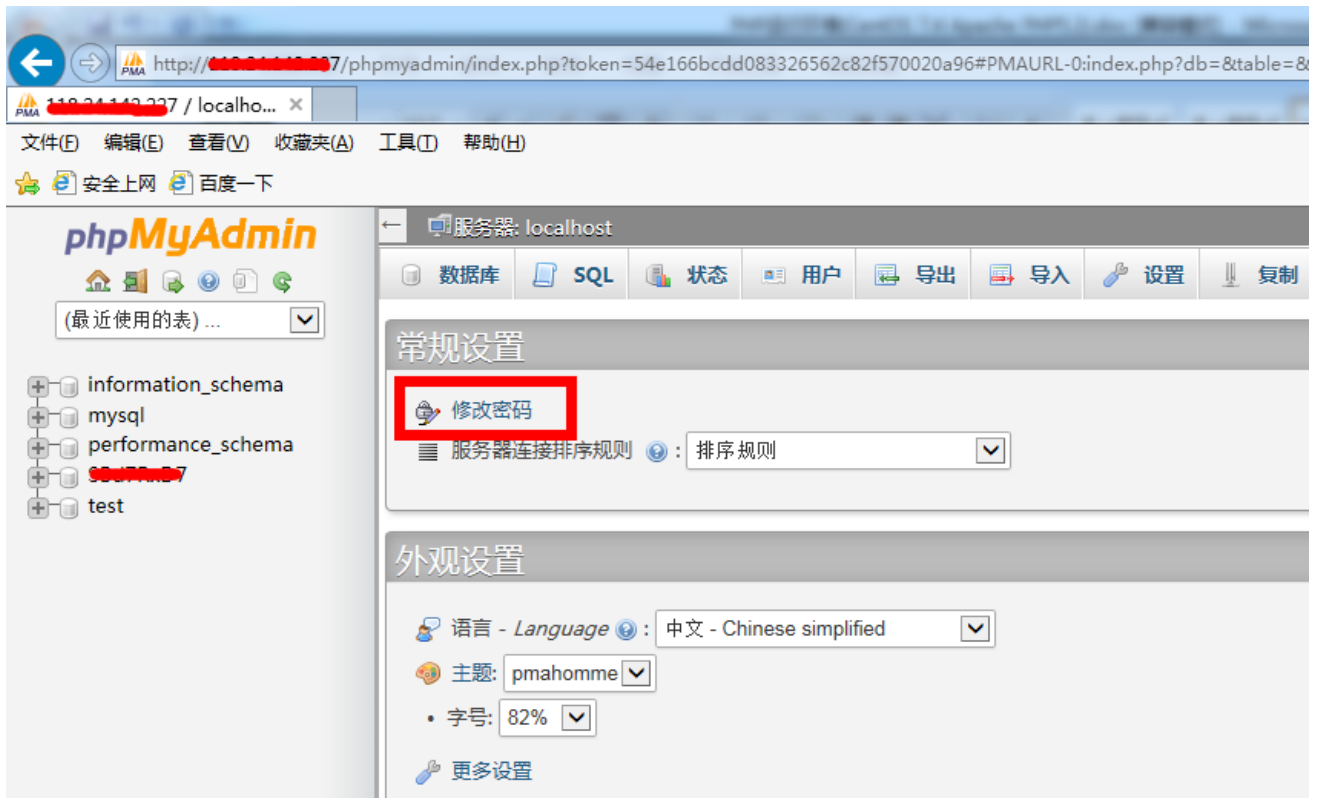 http:// 7/phpmyadmin/index.php?token=54e166bcdd083326562c82f570020a96#PMAURL-0:index.php?db=&table=&
7 / localho... ×
文件(F) 编辑(E) 查看(V) 收藏夹(A) 工具(T) 帮助(H)
安全上网 百度一下
phpMyAdmin
(最近使用的表) ...
information_schema
mysql
performance_schema
7
test
← 服务器: localhost
数据库 SQL 状态 用户 导出 导入 设置 复制
常规设置
修改密码
服务器连接排序规则 : 排序规则
外观设置
语言 - Language : 中文 - Chinese simplified
主题: pmahomme
• 字号: 82%
更多设置